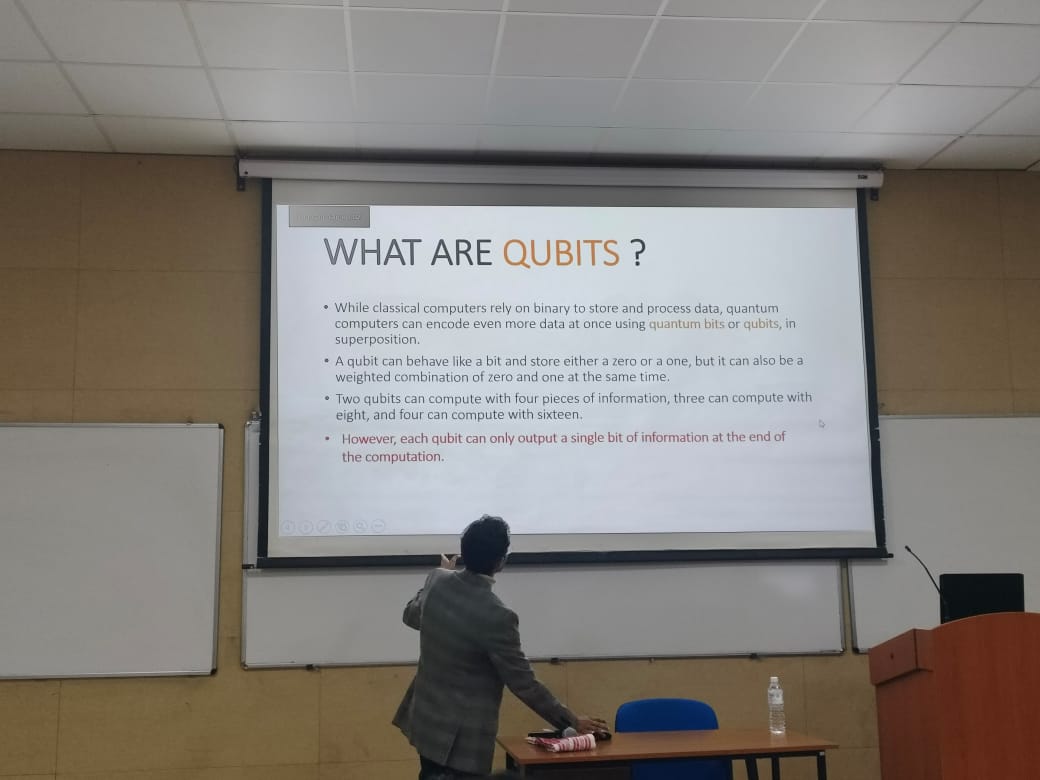 WHAT ARE QUBITS ?
• While classical computers rely on binary to store and process data, quantum
computers can encode even more data at once using quantum bits or qubits, in
superposition.
• A qubit can behave like a bit and store either a zero or a one, but it can also be a
weighted combination of zero and one at the same time.
• Two qubits can compute with four pieces of information, three can compute with
eight, and four can compute with sixteen.
• However, each qubit can only output a single bit of information at the end of
the computation.